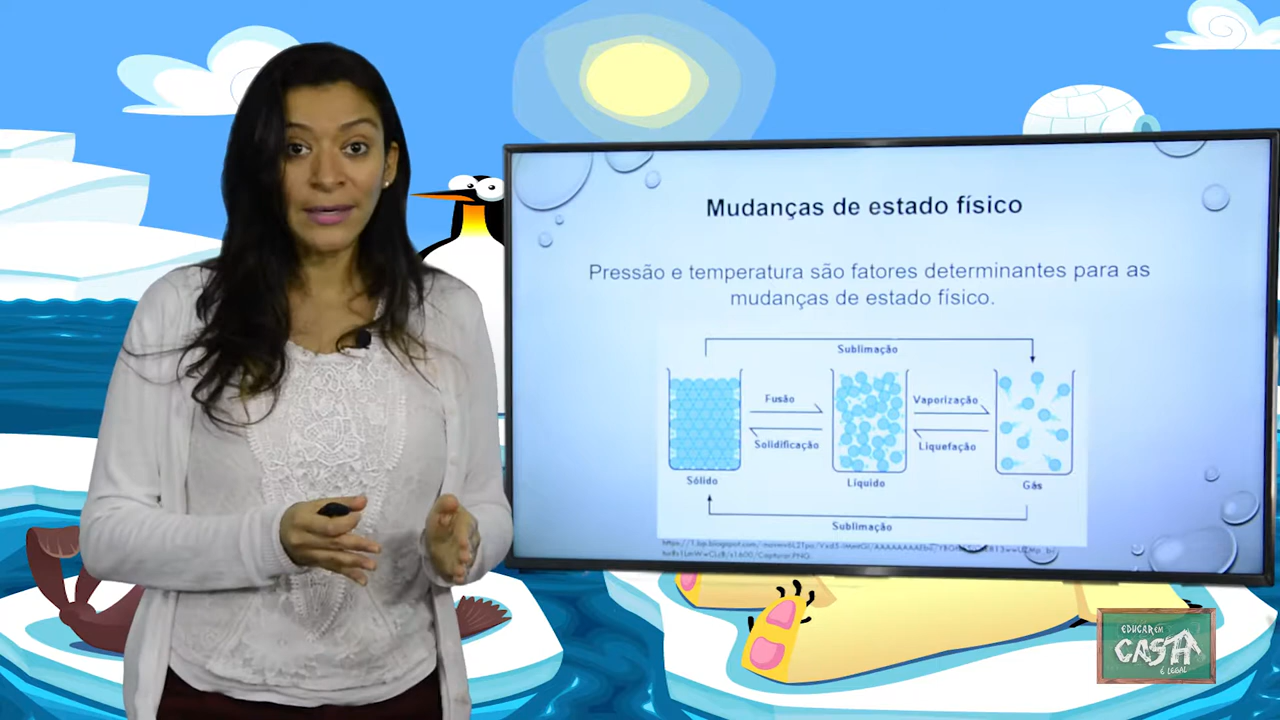 Mudanças de estado físico
Pressão e temperatura são fatores determinantes para as
mudanças de estado físico.
Sublimação
Fusão
Vaporização
Solidificação
Liquefação
Sólido
Líquido
Gás
Sublimação
EDUCAR EM
CASA
É LEGAL